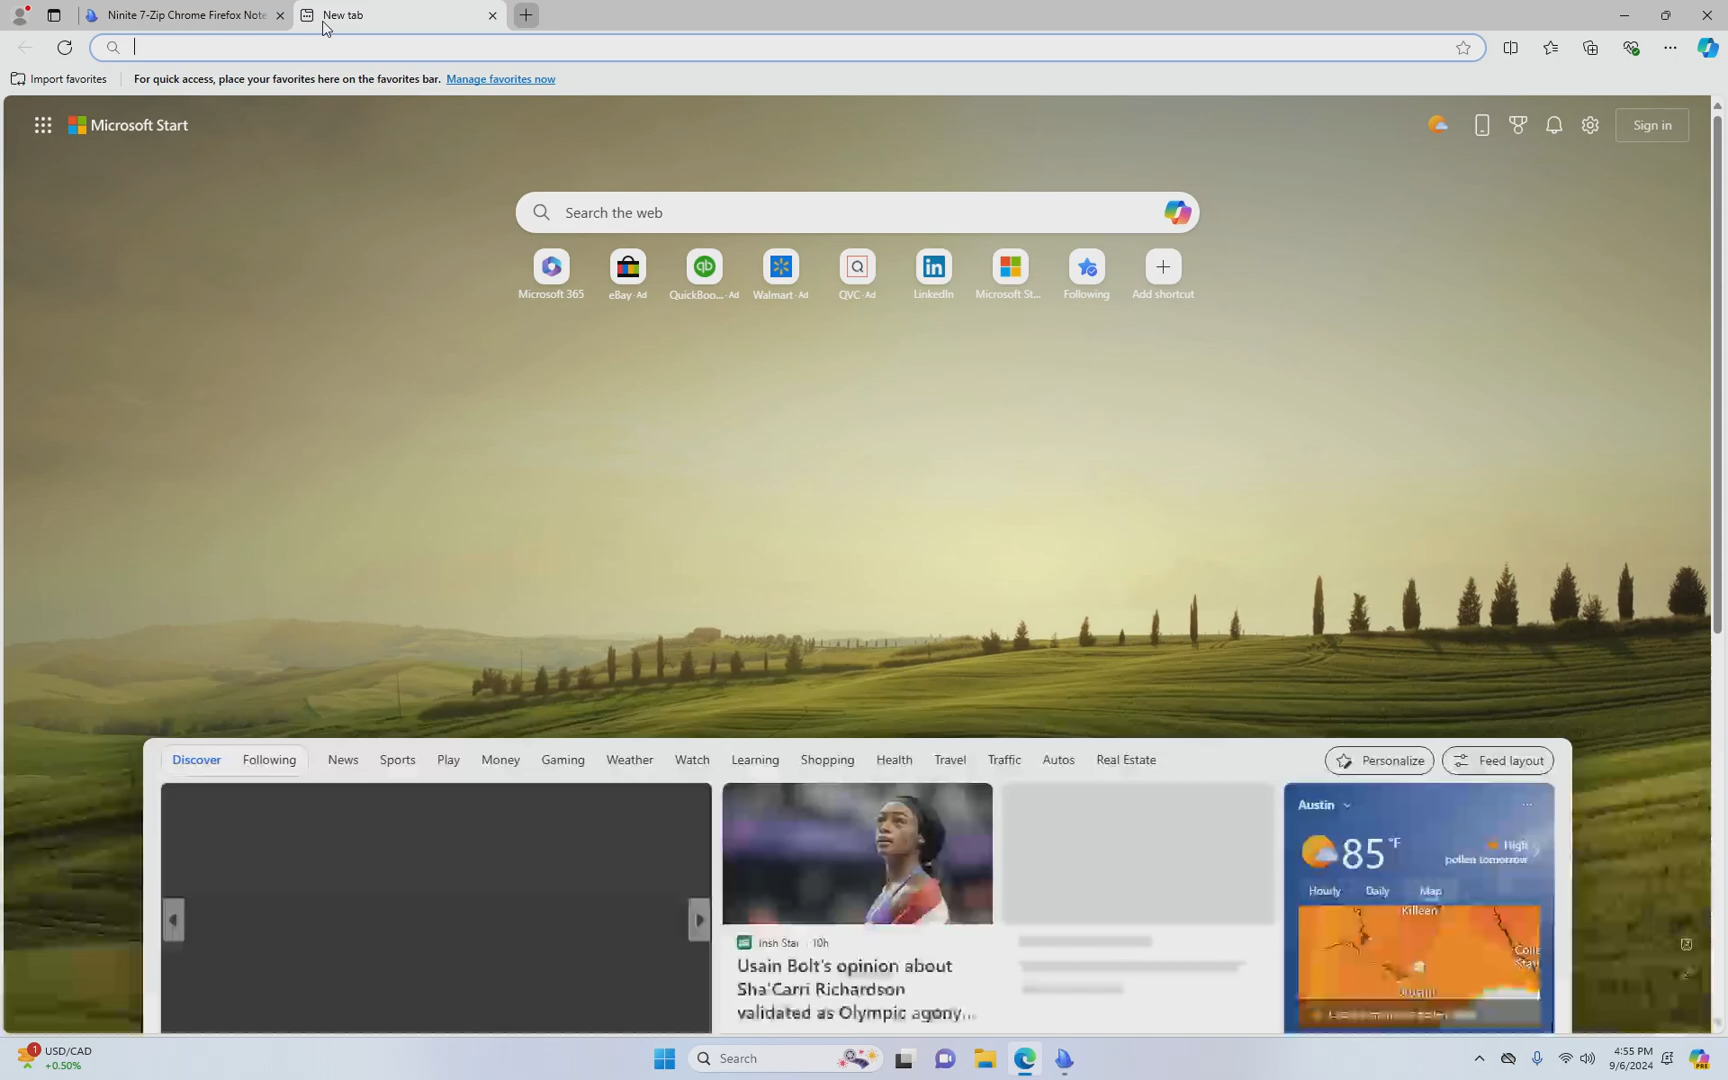 Ninite 7-Zip Chrome Firefox Note
New tab
Import favorites
For quick access, place your favorites here on the favorites bar. Manage favorites now
Microsoft Start
Sign in
Search the web
Microsoft 365
eBay · Ad
QuickBoo... · Ad
Walmart · Ad
QVC · Ad
LinkedIn
Microsoft St...
Following
Add shortcut
Discover
Following
News
Sports
Play
Money
Gaming
Weather
Watch
Learning
Shopping
Health
Travel
Traffic
Autos
Real Estate
Personalize
Feed layout
Irish Star · 10h
Usain Bolt's opinion about
Sha'Carri Richardson
validated as Olympic agony...
Austin
85 °F
High
pollen tomorrow
Hourly
Daily
Map
Killeen
1
USD/CAD
+0.50%
Search
4:55 PM
9/6/2024
PRE